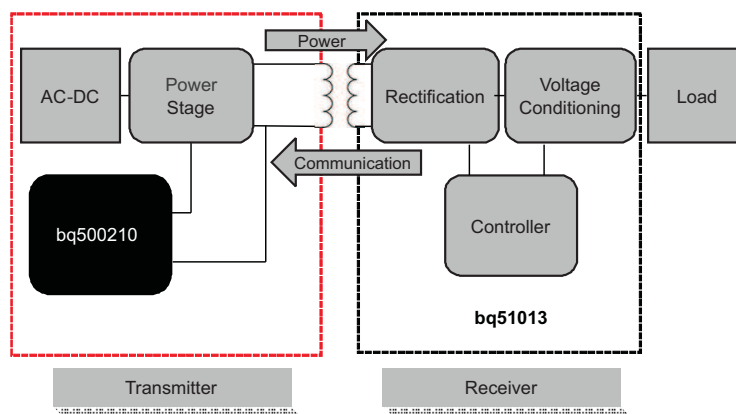 Power
AC-DC
Power
Stage
Rectification
Voltage
Conditioning
Load
Communication
bq500210
Controller
bq51013
Transmitter
Receiver